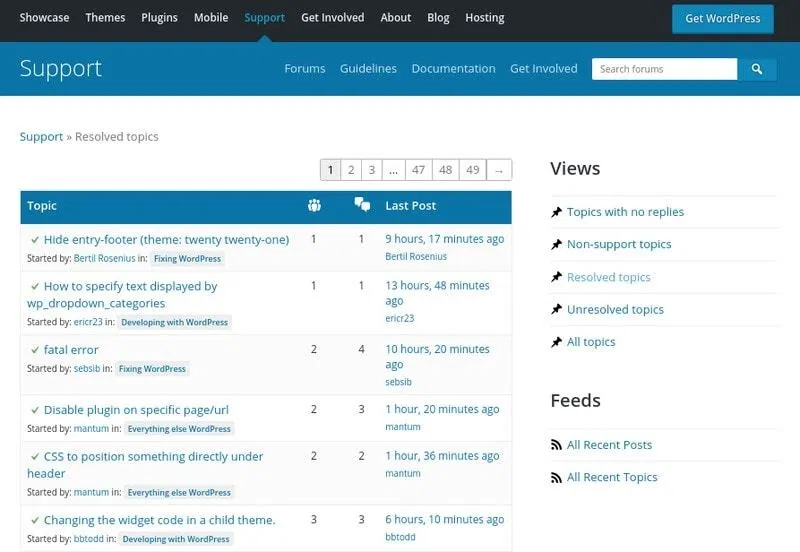 Showcase Themes Plugins Mobile Support Get Involved About Blog Hosting Get WordPress
Support Forums Guidelines Documentation Get Involved Search forums
Support » Resolved topics
1 2 3 ... 47 48 49 →
Topic Last Post
Hide entry-footer (theme: twenty twenty-one) 1 1 9 hours, 17 minutes ago
Started by: Bertil Rosenius in: Fixing WordPress Bertil Rosenius
How to specify text displayed by 1 1 13 hours, 48 minutes
wp_dropdown_categories ago
Started by: ericr23 in: Developing with WordPress ericr23
fatal error 2 4 10 hours, 20 minutes
ago
Started by: sebsib in: Fixing WordPress
sebsib
Disable plugin on specific page/url 2 3 1 hour, 20 minutes ago
Started by: mantum in: Everything else WordPress mantum
CSS to position something directly under 2 2 1 hour, 36 minutes ago
header mantum
Started by: mantum in: Everything else WordPress
Changing the widget code in a child theme. 3 3 6 hours, 10 minutes ago
Started by: bbtodd in: Developing with WordPress bbtodd
Views
Topics with no replies
Non-support topics
Resolved topics
Unresolved topics
All topics
Feeds
All Recent Posts
All Recent Topics